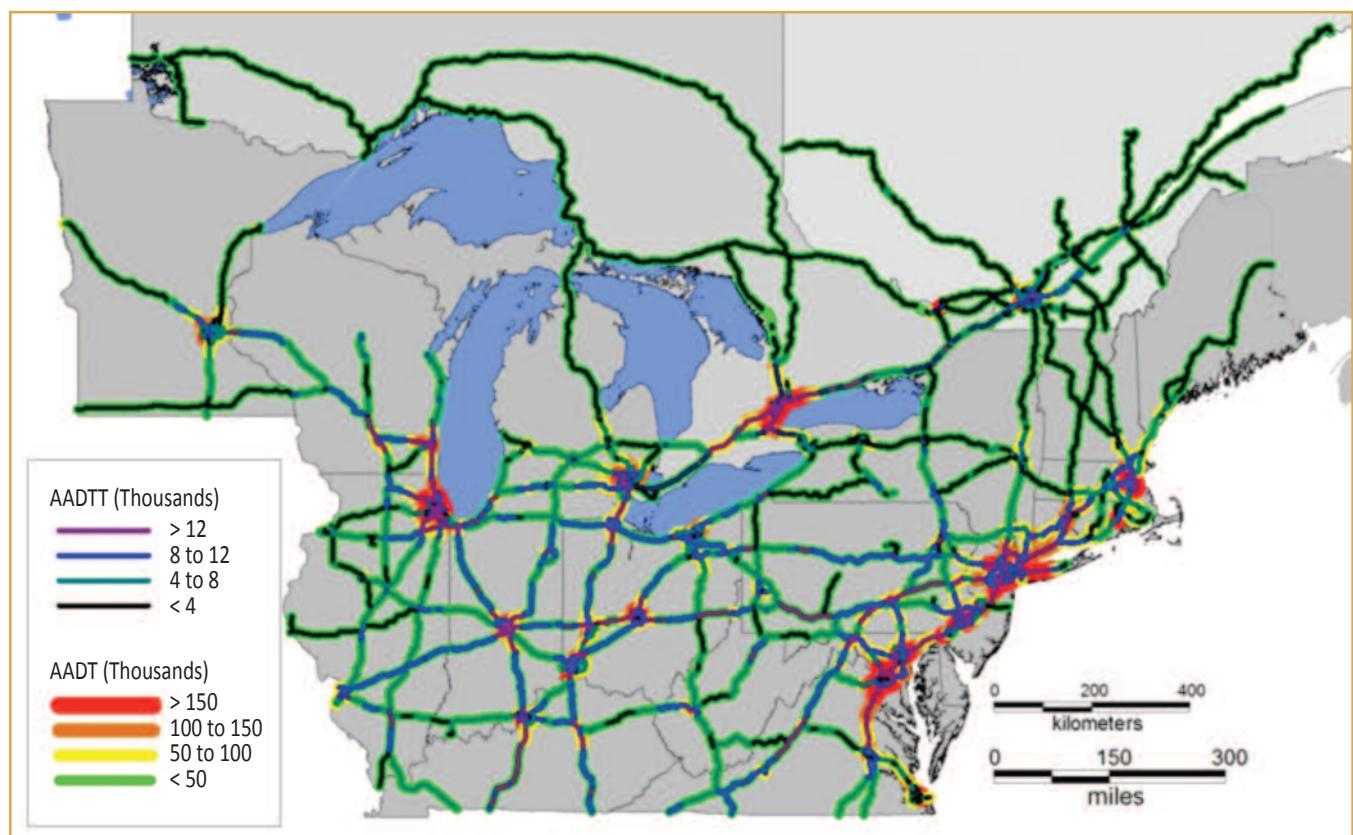 AADTT (Thousands)
> 12
8 to 12
4 to 8
< 4
AADT (Thousands)
> 150
100 to 150
50 to 100
< 50
0 200 400
kilometers
0 150 300
miles